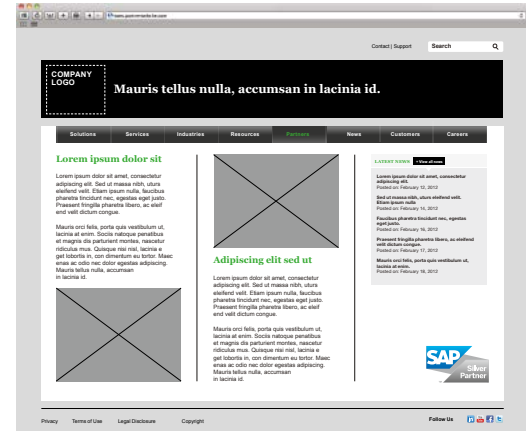 Contact | Support
Search
COMPANY
LOGO
Mauris tellus nulla, accumsan in lacinia id.
Solutions
Services
Industries
Resources
Partners
News
Customers
Careers
Lorem ipsum dolor sit
Lorem ipsum dolor sit amet, consectetur
adipiscing elit. Sed ut massa nibh, uturs
eleifend velit. Etiam ipsum nulla, faucibus
pharetra tincidunt nec, egestas eget justo.
Praesent fringilla pharetra libero, ac eleif
end velit dictum congue.
Mauris orci felis, porta quis vestibulum ut,
lacinia at enim. Sociis natoque penatibus
et magnis dis parturient montes, nascetur
ridiculus mus. Quisque nisi nisl, lacinia e
get lobortis in, con dimentum eu tortor. Maec
enas ac odio nec dolor egestas adipiscing.
Mauris tellus nulla, accumsan
in lacinia id.
Adipiscing elit sed ut
Lorem ipsum dolor sit amet, consectetur
adipiscing elit. Sed ut massa nibh, uturs
eleifend velit. Etiam ipsum nulla, faucibus
pharetra tincidunt nec, egestas eget justo.
Praesent fringilla pharetra libero, ac eleif
end velit dictum congue.
Mauris orci felis, porta quis vestibulum ut,
lacinia at enim. Sociis natoque penatibus
et magnis dis parturient montes, nascetur
ridiculus mus. Quisque nisi nisl, lacinia e
get lobortis in, con dimentum eu tortor. Maec
enas ac odio nec dolor egestas adipiscing.
Mauris tellus nulla, accumsan
in lacinia id.
LATEST NEWS
+ View all news
Lorem ipsum dolor sit amet, consectetur
adipiscing elit.
Posted on: February 12, 2012
Sed ut massa nibh, uturs eleifend velit.
Etiam ipsum nulla
Posted on: February 14, 2012
Faucibus pharetra tincidunt nec, egestas
eget justo.
Posted on: February 16, 2012
Praesent fringilla pharetra libero, ac eleifend
velit dictum congue.
Posted on: February 17, 2012
Mauris orci felis, porta quis vestibulum ut,
lacinia at enim.
Posted on: February 18, 2012
SAP
Silver
Partner
Privacy
Terms of Use
Legal Disclosure
Copyright
Follow Us